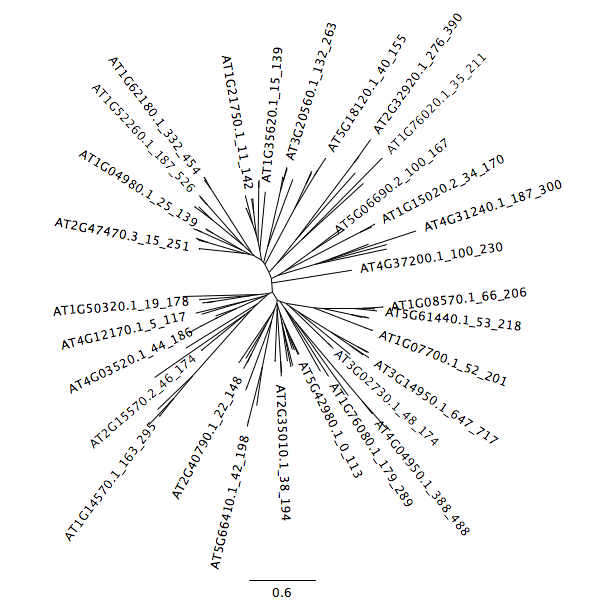 AT1G62180.1_332_454
AT1G52260.1_187_526
AT1G04980.1_25_139
AT2G47470.3_15_251
AT1G21750.1_11_142
AT1G35620.1_15_139
AT3G20560.1_132_263
AT5G18120.1_40_155
AT2G32920.1_276_390
AT1G76020.1_35_211
AT5G06690.2_100_167
AT1G15020.2_34_170
AT4G31240.1_187_300
AT4G37200.1_100_230
AT1G08570.1_66_206
AT5G61440.1_53_218
AT1G07700.1_52_201
AT3G14950.1_647_717
AT3G02730.1_48_174
AT4G04950.1_388_488
AT1G76080.1_179_289
AT5G42980.1_0_113
AT2G35010.1_38_194
AT5G66410.1_42_198
AT2G40790.1_22_148
AT1G14570.1_163_295
AT2G15570.2_46_174
AT4G03520.1_44_186
AT4G12170.1_5_117
AT1G50320.1_19_178
0.6